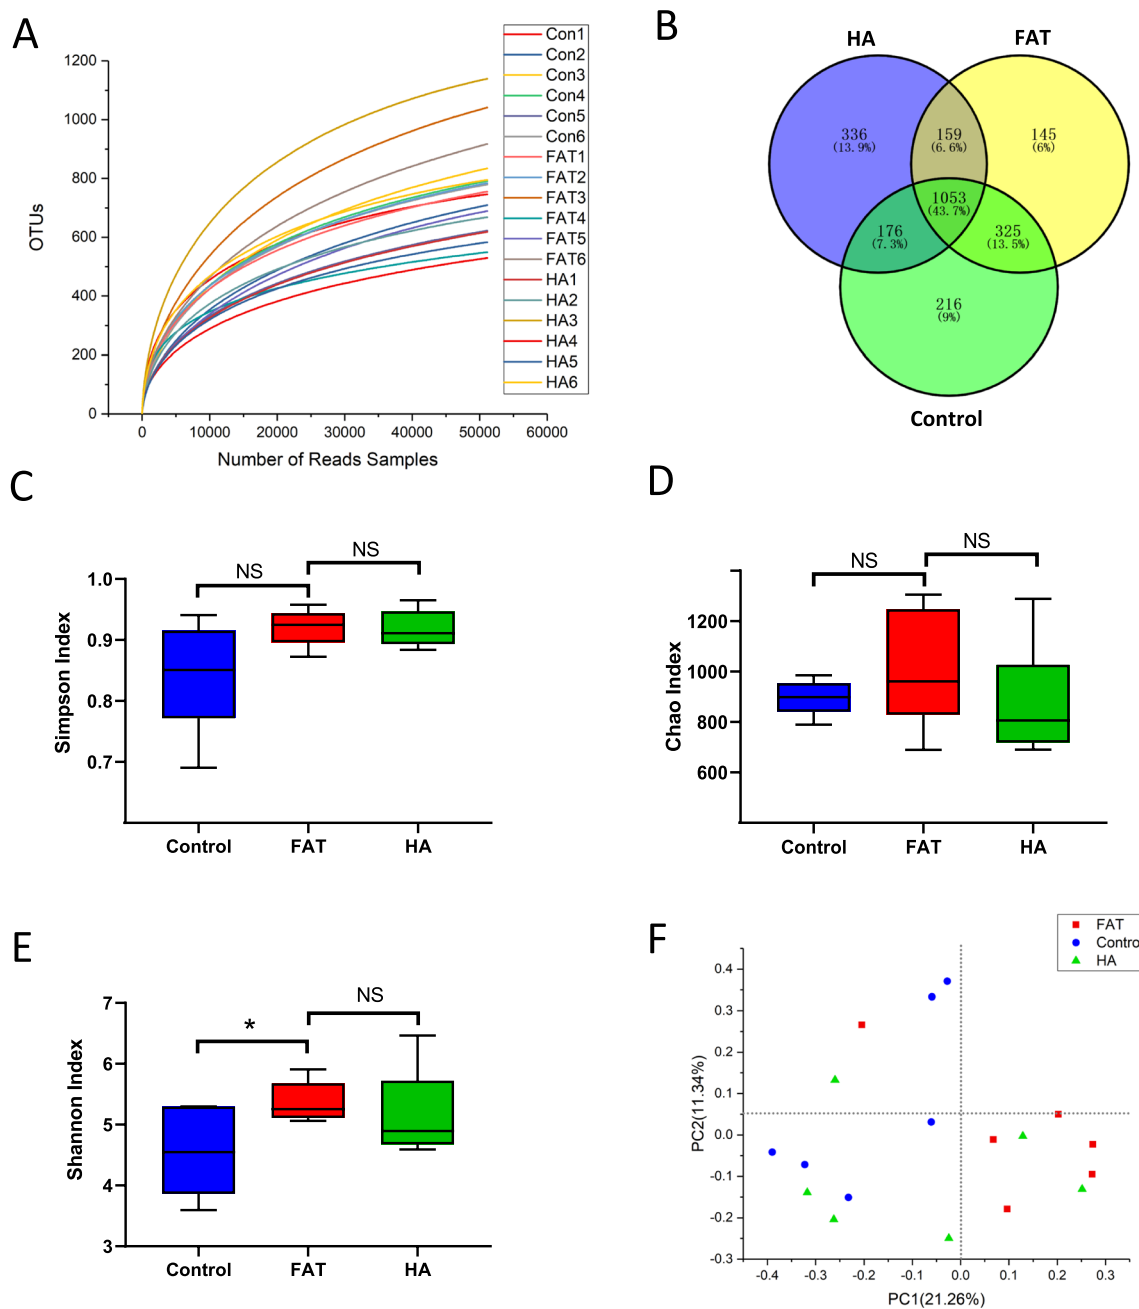 A
1200
1000
800
600
400
200
0
OTUs
0 10000 20000 30000 40000 50000 60000
Number of Reads Samples
Con1
Con2
Con3
Con4
Con5
Con6
FAT1
FAT2
FAT3
FAT4
FAT5
FAT6
HA1
HA2
HA3
HA4
HA5
HA6
B
HA FAT
336
(13.9%)
159
(6.6%)
145
(6%)
1053
(43.7%)
176
(7.3%)
325
(13.5%)
216
(9%)
Control
C
NS NS
1.0
0.9
0.8
0.7
Simpson Index
Control FAT HA
D
NS NS
1200
1000
800
600
Chao Index
Control FAT HA
E
* NS
7
6
5
4
3
Shannon Index
Control FAT HA
F
FAT
Contro
HA
0.4
0.3
0.2
0.1
0.0
-0.1
-0.2
-0.3
PC2(11.34%)
-0.4 -0.3 -0.2 -0.1 0.0 0.1 0.2 0.3
PC1(21.26%)